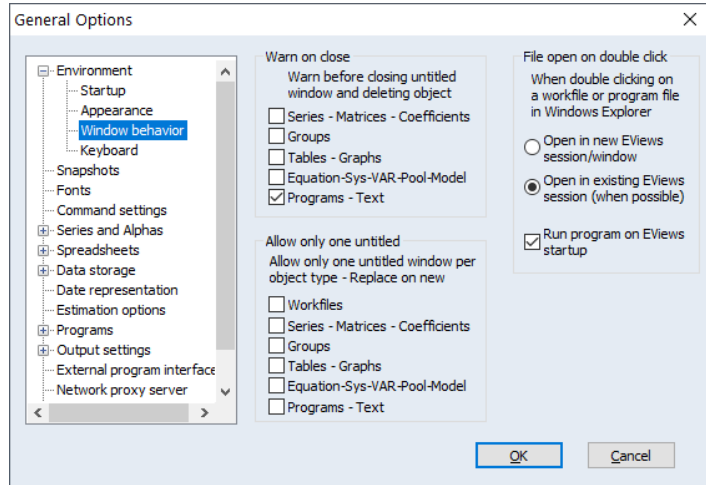 General Options
Environment
Startup
Appearance
Window behavior
Keyboard
Snapshots
Fonts
Command settings
Series and Alphas
Spreadsheets
Data storage
Date representation
Estimation options
Programs
Output settings
External program interface
Network proxy server
Warn on close
Warn before closing untitled
window and deleting object
Series - Matrices - Coefficients
Groups
Tables - Graphs
Equation-Sys-VAR-Pool-Model
Programs - Text
Allow only one untitled
Allow only one untitled window per
object type - Replace on new
Workfiles
Series - Matrices - Coefficients
Groups
Tables - Graphs
Equation-Sys-VAR-Pool-Model
Programs - Text
File open on double click
When double clicking on
a workfile or program file
in Windows Explorer
Open in new EViews
session/window
Open in existing EViews
session (when possible)
Run program on EViews
startup
OK
Cancel